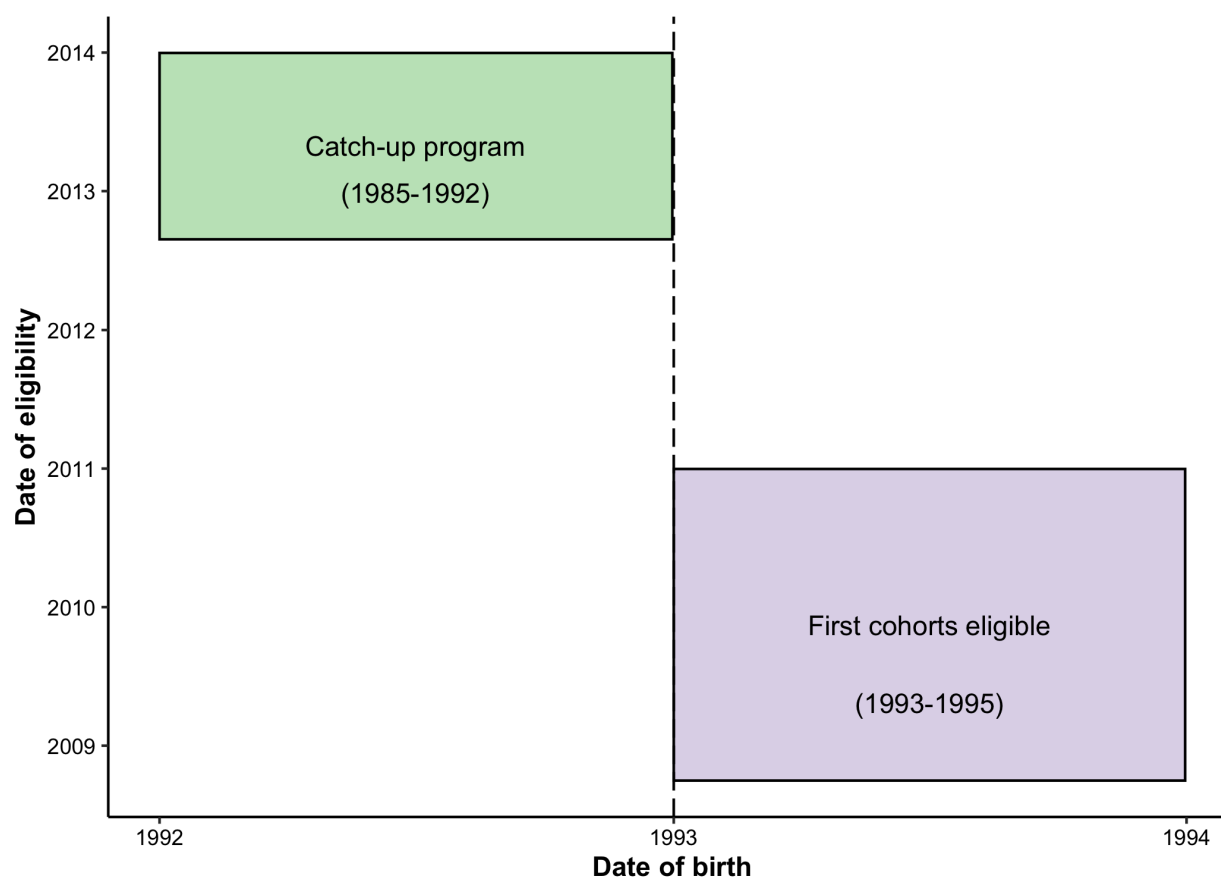 2014
Catch-up program
2013
(1985-1992)
2012
Date of eligibility
2011
2010
First cohorts eligible
(1993-1995)
2009
1992
1993
1994
Date of birth